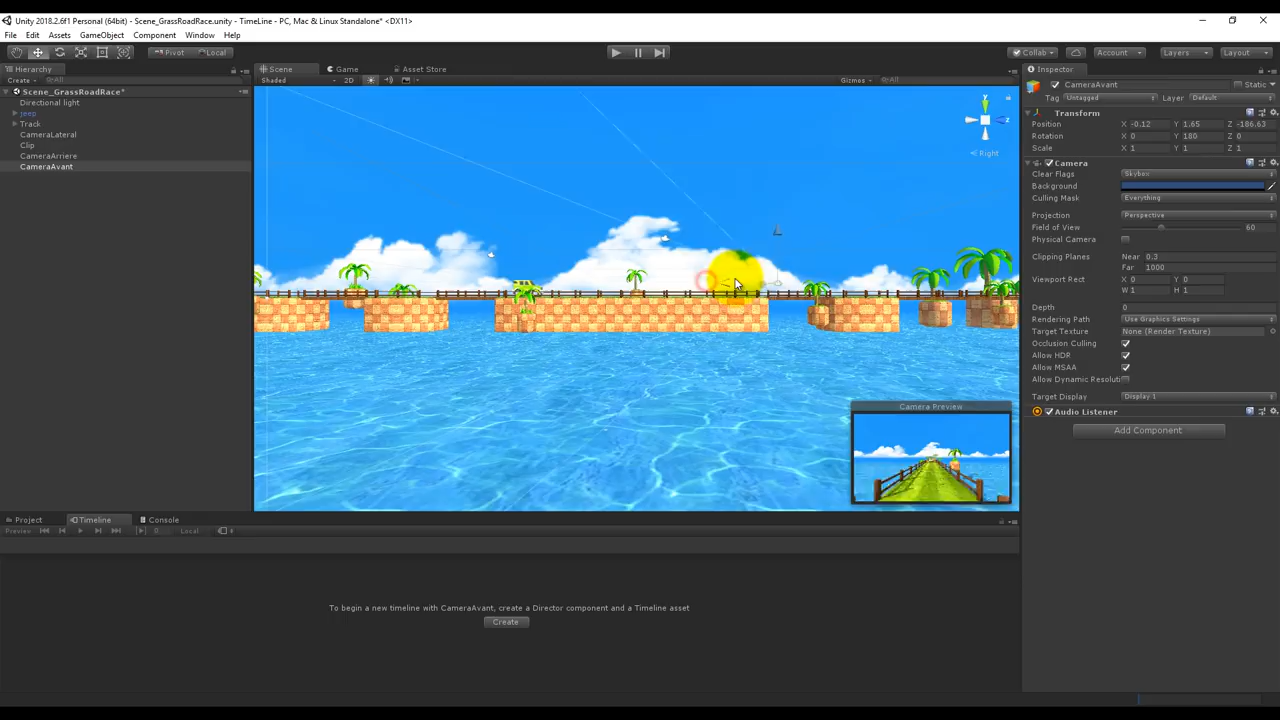 Unity 2018.2.6f1 Personal (64bit) - Scene_GrassRoadRace.unity - TimeLine - PC, Mac & Linux Standalone* <DX11>
File Edit Assets GameObject Component Window Help
Pivot Local Collab Account Layers Layout
Hierarchy Scene Game Asset Store Inspector
Create All Shaded 2D Gizmos All
CameraAvant Static
Tag Untagged Layer Default
Scene_GrassRoadRace*
Directional light
jeep
Track
CameraLateral
Clip
CameraArriere
CameraAvant
y
z
Right
Transform
Position X -0.12 Y 1.65 Z -186.63
Rotation X 0 Y 180 Z 0
Scale X 1 Y 1 Z 1
Camera
Clear Flags Skybox
Background
Culling Mask Everything
Projection Perspective
Field of View 60
Physical Camera
Clipping Planes Near 0.3
Far 1000
Viewport Rect X 0 Y 0
W 1 H 1
Depth 0
Rendering Path Use Graphics Settings
Target Texture None (Render Texture)
Occlusion Culling
Allow HDR
Allow MSAA
Allow Dynamic Resoluti
Target Display Display 1
Audio Listener
Add Component
Camera Preview
Project Timeline Console
Preview 0 Local
To begin a new timeline with CameraAvant, create a Director component and a Timeline asset
Create